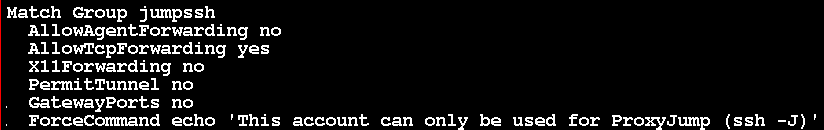 Match Group jumpssh
  AllowAgentForwarding no
  AllowTcpForwarding yes
  X11Forwarding no
  PermitTunnel no
  GatewayPorts no
  ForceCommand echo 'This account can only be used for ProxyJump (ssh -J)'